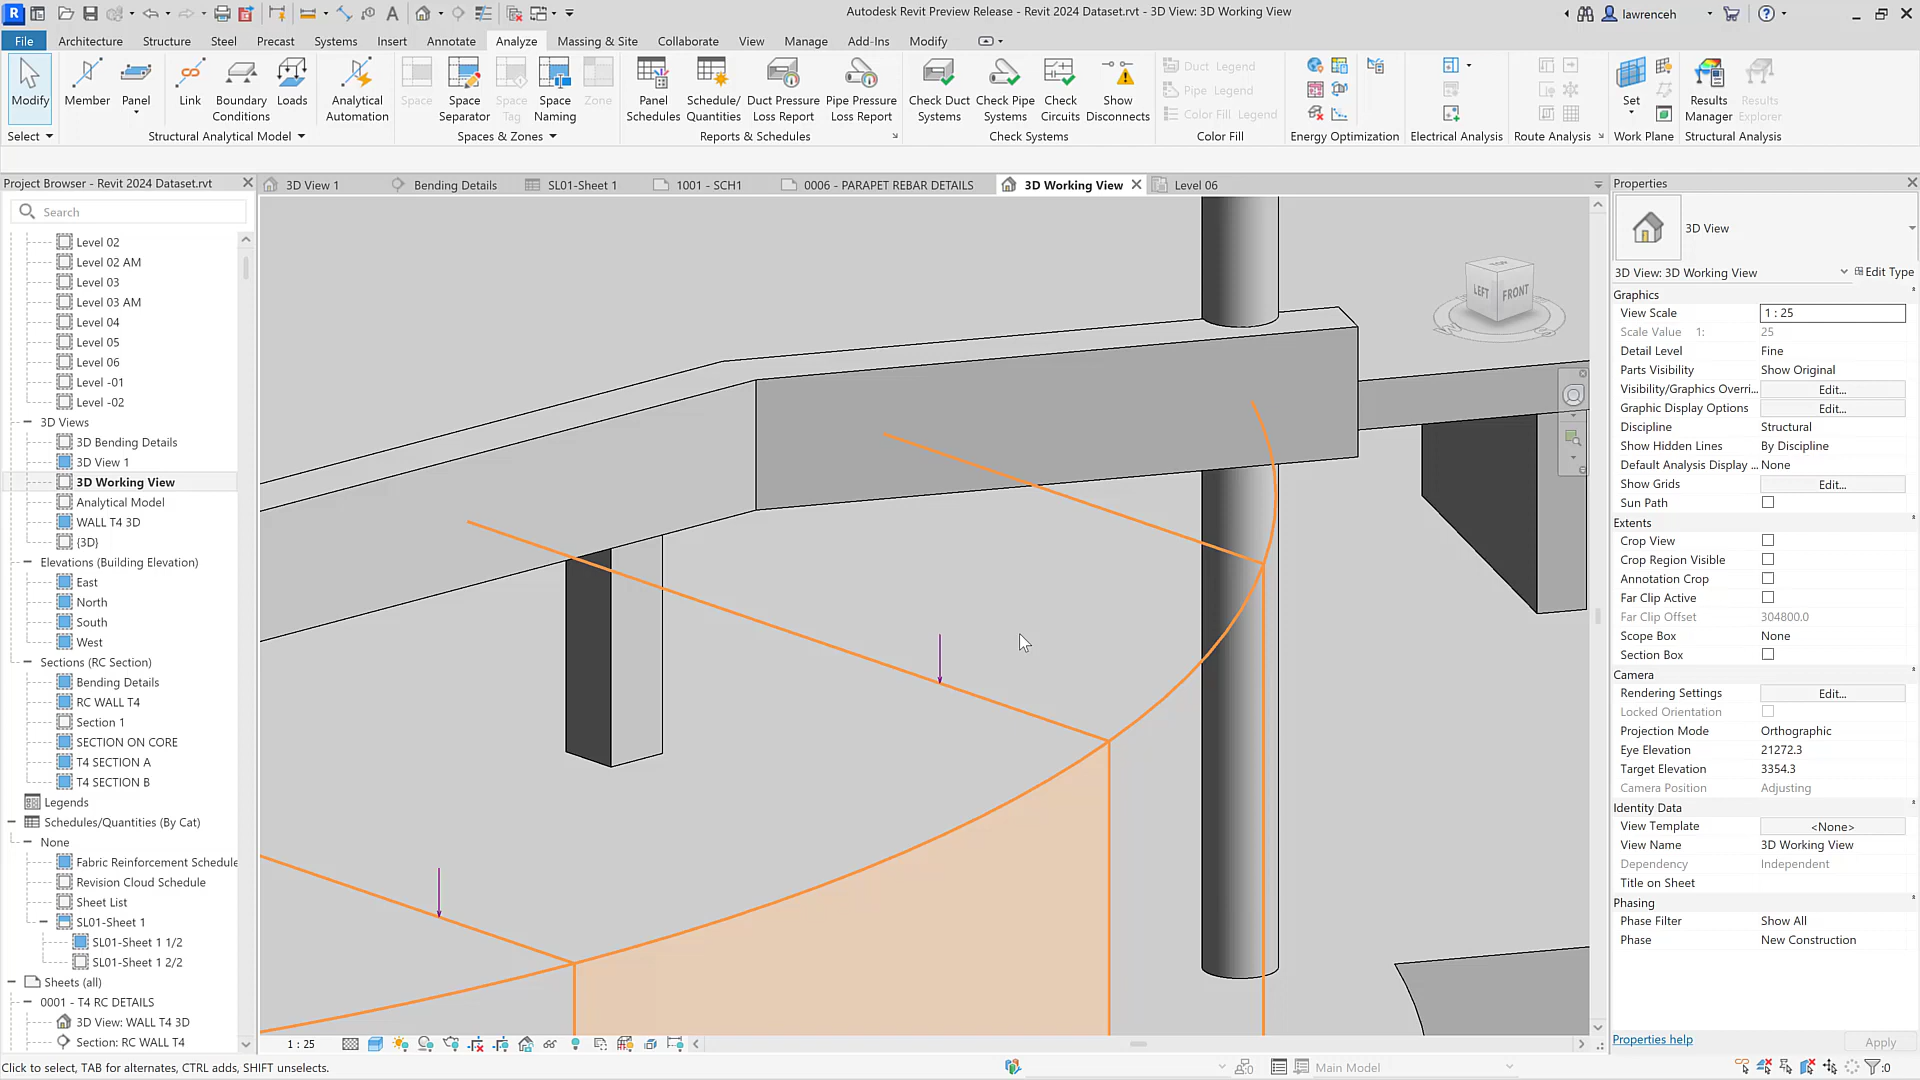 Autodesk Revit Preview Release - Revit 2024 Dataset.rvt - 3D View: 3D Working View
lawrenceh
File
Architecture
Structure
Steel
Precast
Systems
Insert
Annotate
Analyze
Massing & Site
Collaborate
View
Manage
Add-Ins
Modify
Modify
Member
Panel
Link
Boundary
Conditions
Loads
Analytical
Automation
Space
Space
Separator
Space
Tag
Space
Naming
Zone
Panel
Schedules
Schedule/
Quantities
Duct Pressure
Loss Report
Pipe Pressure
Loss Report
Check Duct
Systems
Check Pipe
Systems
Check
Circuits
Show
Disconnects
Duct Legend
Pipe Legend
Color Fill Legend
Set
Results
Manager
Results
Explorer
Select
Structural Analytical Model
Spaces & Zones
Reports & Schedules
Check Systems
Color Fill
Energy Optimization
Electrical Analysis
Route Analysis
Work Plane
Structural Analysis
Project Browser - Revit 2024 Dataset.rvt
Search
Level 02
Level 02 AM
Level 03
Level 03 AM
Level 04
Level 05
Level 06
Level -01
Level -02
3D Views
3D Bending Details
3D View 1
3D Working View
Analytical Model
WALL T4 3D
{3D}
Elevations (Building Elevation)
East
North
South
West
Sections (RC Section)
Bending Details
RC WALL T4
Section 1
SECTION ON CORE
T4 SECTION A
T4 SECTION B
Legends
Schedules/Quantities (By Cat)
None
Fabric Reinforcement Schedule
Revision Cloud Schedule
Sheet List
SL01-Sheet 1
SL01-Sheet 1 1/2
SL01-Sheet 1 2/2
Sheets (all)
0001 - T4 RC DETAILS
3D View: WALL T4 3D
Section: RC WALL T4
3D View 1
Bending Details
SL01-Sheet 1
1001 - SCH1
0006 - PARAPET REBAR DETAILS
3D Working View
Level 06
TOP
LEFT
FRONT
W
S
1 : 25
Properties
3D View
3D View: 3D Working View
Edit Type
Graphics
View Scale 1 : 25
Scale Value 1: 25
Detail Level Fine
Parts Visibility Show Original
Visibility/Graphics Overri... Edit...
Graphic Display Options Edit...
Discipline Structural
Show Hidden Lines By Discipline
Default Analysis Display ... None
Show Grids Edit...
Sun Path
Extents
Crop View
Crop Region Visible
Annotation Crop
Far Clip Active
Far Clip Offset 304800.0
Scope Box None
Section Box
Camera
Rendering Settings Edit...
Locked Orientation
Projection Mode Orthographic
Eye Elevation 21272.3
Target Elevation 3354.3
Camera Position Adjusting
Identity Data
View Template <None>
View Name 3D Working View
Dependency Independent
Title on Sheet
Phasing
Phase Filter Show All
Phase New Construction
Properties help
Apply
Click to select, TAB for alternates, CTRL adds, SHIFT unselects.
Main Model
:0